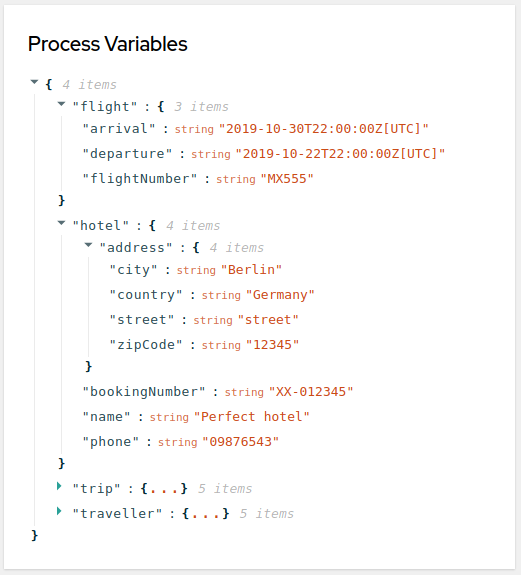 Process Variables
{ 4 items
"flight" : { 3 items
"arrival" : string "2019-10-30T22:00:00Z[UTC]"
"departure" : string "2019-10-22T22:00:00Z[UTC]"
"flightNumber" : string "MX555"
}
"hotel" : { 4 items
"address" : { 4 items
"city" : string "Berlin"
"country" : string "Germany"
"street" : string "street"
"zipCode" : string "12345"
}
"bookingNumber" : string "XX-012345"
"name" : string "Perfect hotel"
"phone" : string "09876543"
}
"trip" : {...} 5 items
"traveller" : {...} 5 items
}